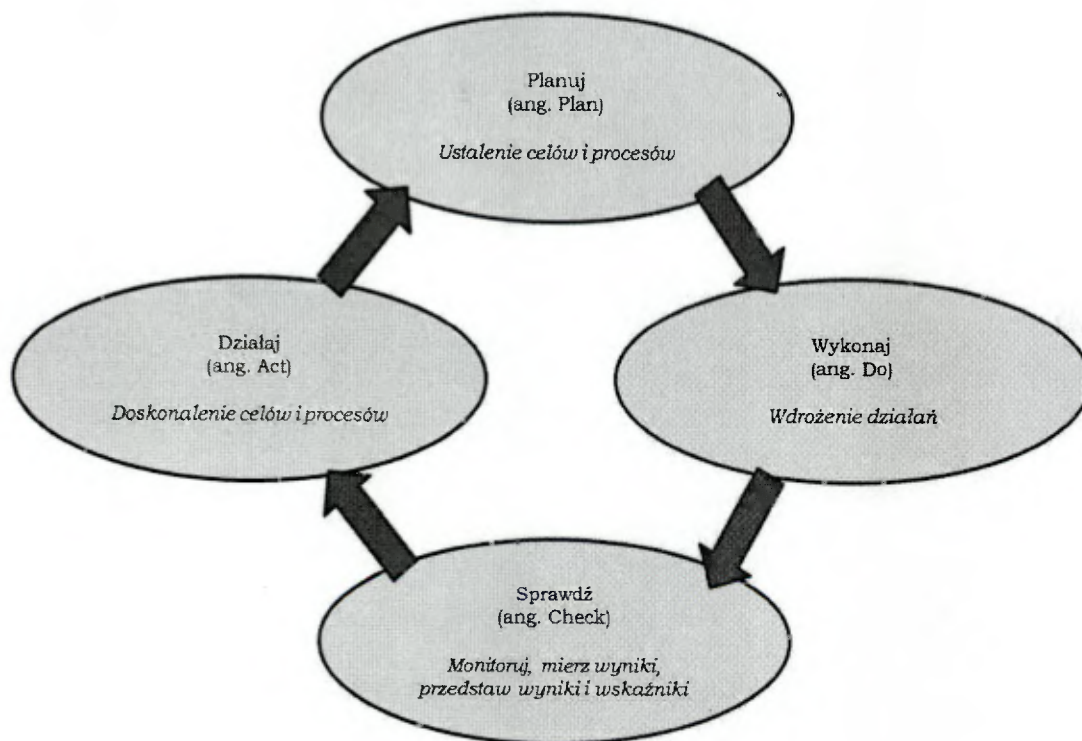 Planuj
(ang. Plan)
Ustalenie celów i procesów
Działaj
(ang. Act)
Doskonalenie celów i procesów
Wykonaj
(ang. Do)
Wdrożenie działań
Sprawdź
(ang. Check)
Monitoruj, mierz wyniki,
przedstaw wyniki i wskaźniki